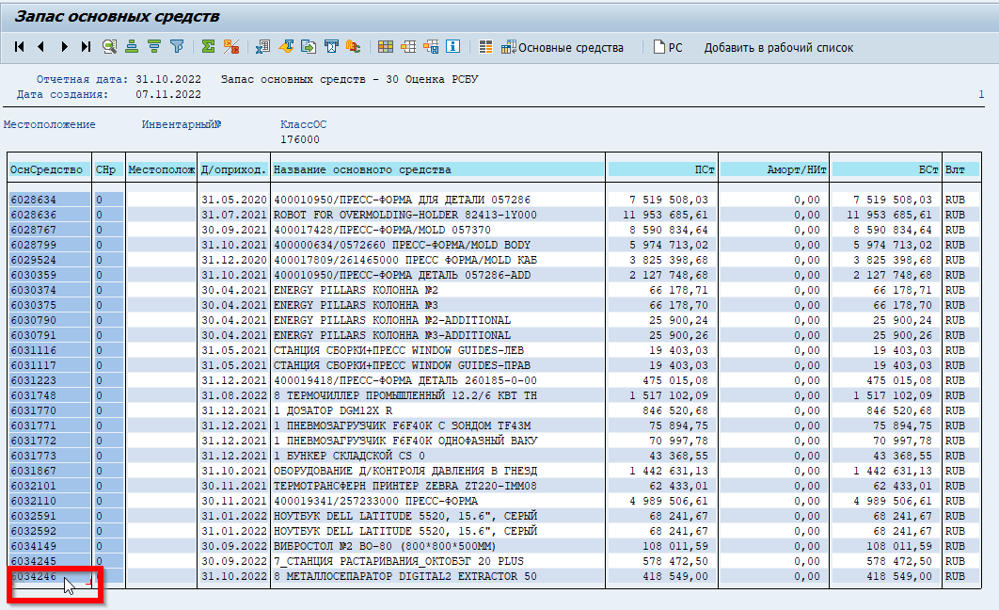 Запас основных средств
Основные средства РС Добавить в рабочий список
Отчетная дата: 31.10.2022 Запас основных средств - 30 Оценка РСБУ
Дата создания: 07.11.2022 1
Местоположение Инвентарный№ КлассОС
176000
ОснСредство СНр Местополож Д/оприход. Название основного средства ПСт Аморт/НИт БСт Влт
6028634 0 31.05.2020 400010950/ПРЕСС-ФОРМА ДЛЯ ДЕТАЛИ 057286 7 519 508,03 0,00 7 519 508,03 RUB
6028636 0 31.07.2021 ROBOT FOR OVERMOLDING-HOLDER 82413-1Y000 11 953 685,61 0,00 11 953 685,61 RUB
6028767 0 30.09.2021 400017428/ПРЕСС-ФОРМА/MOLD 057370 8 590 834,64 0,00 8 590 834,64 RUB
6028799 0 31.10.2021 400000634/0572660 ПРЕСС-ФОРМА/MOLD BODY 5 974 713,02 0,00 5 974 713,02 RUB
6029524 0 31.12.2020 400017809/261465000 ПРЕСС ФОРМА/MOLD КАБ 3 825 398,68 0,00 3 825 398,68 RUB
6030359 0 31.10.2021 400010950/ПРЕСС-ФОРМА ДЕТАЛЬ 057286-ADD 2 127 748,68 0,00 2 127 748,68 RUB
6030374 0 30.04.2021 ENERGY PILLARS КОЛОННА №2 66 178,71 0,00 66 178,71 RUB
6030375 0 30.04.2021 ENERGY PILLARS КОЛОННА №3 66 178,70 0,00 66 178,70 RUB
6030790 0 30.04.2021 ENERGY PILLARS КОЛОННА №2-ADDITIONAL 25 900,24 0,00 25 900,24 RUB
6030791 0 30.04.2021 ENERGY PILLARS КОЛОННА №3-ADDITIONAL 25 900,26 0,00 25 900,26 RUB
6031116 0 31.05.2021 СТАНЦИЯ СБОРКИ+ПРЕСС WINDOW GUIDES-ЛЕВ 19 403,03 0,00 19 403,03 RUB
6031117 0 31.05.2021 СТАНЦИЯ СБОРКИ+ПРЕСС WINDOW GUIDES-ПРАВ 19 403,03 0,00 19 403,03 RUB
6031223 0 31.12.2021 400019418/ПРЕСС-ФОРМА ДЕТАЛЬ 260185-0-00 475 015,08 0,00 475 015,08 RUB
6031748 0 31.08.2022 8 ТЕРМОЧИЛЛЕР ПРОМЫШЛЕННЫЙ 12.2/6 КВТ ТН 1 517 102,09 0,00 1 517 102,09 RUB
6031770 0 31.12.2021 1 ДОЗАТОР DGM12X R 846 520,68 0,00 846 520,68 RUB
6031771 0 31.12.2021 1 ПНЕВМОЗАГРУЗЧИК F6F40K С ЗОНДОМ TF43M 75 894,75 0,00 75 894,75 RUB
6031772 0 31.12.2021 1 ПНЕВМОЗАГРУЗЧИК F6F40K ОДНОФАЗНЫЙ ВАКУ 70 997,78 0,00 70 997,78 RUB
6031773 0 31.12.2021 1 БУНКЕР СКЛАДСКОЙ CS 0 43 368,55 0,00 43 368,55 RUB
6031867 0 31.10.2021 ОБОРУДОВАНИЕ Д/КОНТРОЛЯ ДАВЛЕНИЯ В ГНЕЗД 1 442 631,13 0,00 1 442 631,13 RUB
6032101 0 30.11.2021 ТЕРМОТРАНСФЕРН ПРИНТЕР ZEBRA ZT220-IMM08 62 433,01 0,00 62 433,01 RUB
6032110 0 30.11.2021 400019341/257233000 ПРЕСС-ФОРМА 4 989 506,61 0,00 4 989 506,61 RUB
6032591 0 31.01.2022 НОУТБУК DELL LATITUDE 5520, 15.6", СЕРЫЙ 68 241,67 0,00 68 241,67 RUB
6032592 0 31.01.2022 НОУТБУК DELL LATITUDE 5520, 15.6", СЕРЫЙ 68 241,67 0,00 68 241,67 RUB
6034149 0 30.09.2022 ВИБРОСТОЛ №2 ВО-80 (800*800*500ММ) 108 011,59 0,00 108 011,59 RUB
6034245 0 30.09.2022 7_СТАНЦИЯ РАСТАРИВАНИЯ_ОКТОБЭГ 20 PLUS 578 472,50 0,00 578 472,50 RUB
6034246 0 31.10.2022 8 МЕТАЛЛОСЕПАРАТОР DIGITAL2 EXTRACTOR 50 418 549,00 0,00 418 549,00 RUB